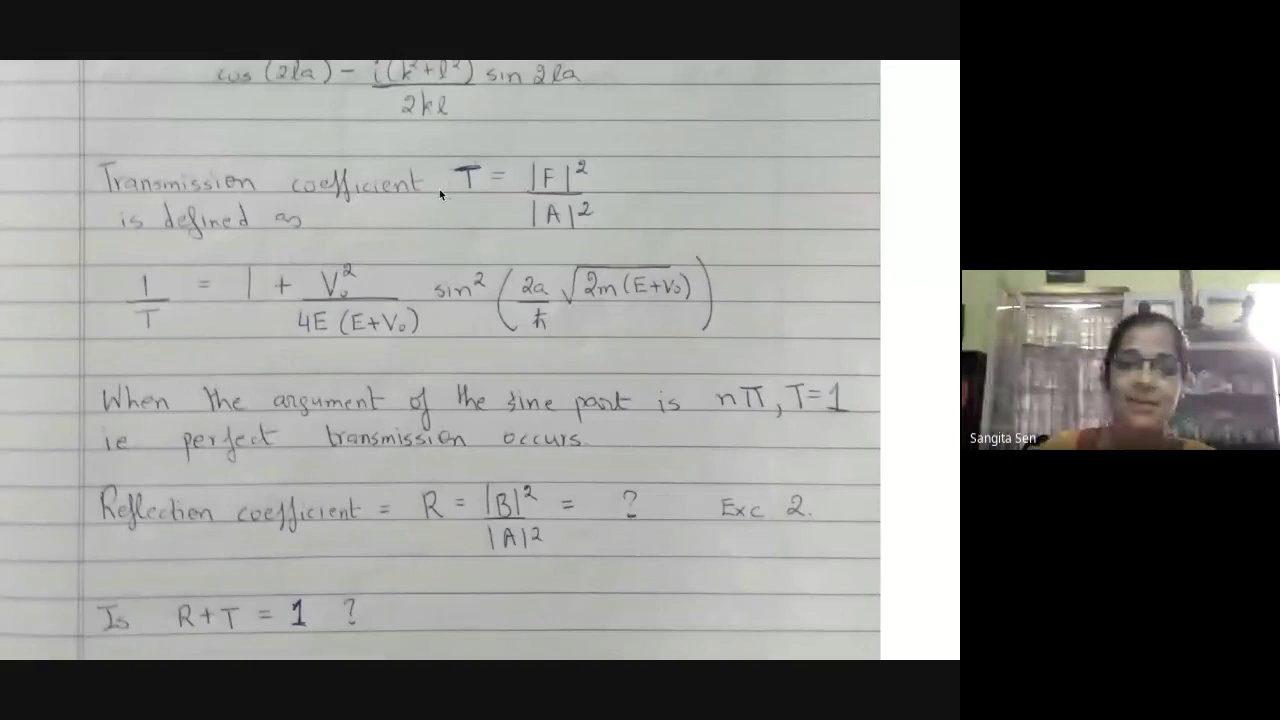 cos (2la) - i(k²+l²) sin 2la
2kl
Transmission coefficient T = |F|²
is defined as |A|²
1/T = 1 + V₀²/4E (E+V₀) sin² (2a/ħ √2m(E+V₀))
When the argument of the sine part is nπ, T=1
ie perfect transmission occurs.
Reflection coefficient = R = |B|²/|A|² = ? Exc 2.
Is R+T = 1 ?
Sangita Sen